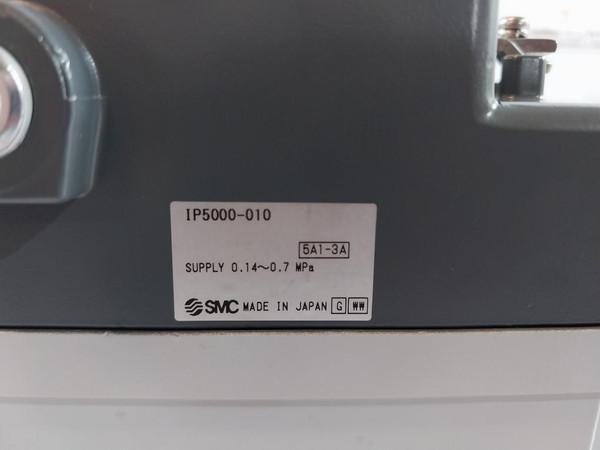 IP5000-010
5A1-3A
SUPPLY 0.14～0.7 MPa
SMC MADE IN JAPAN G WW